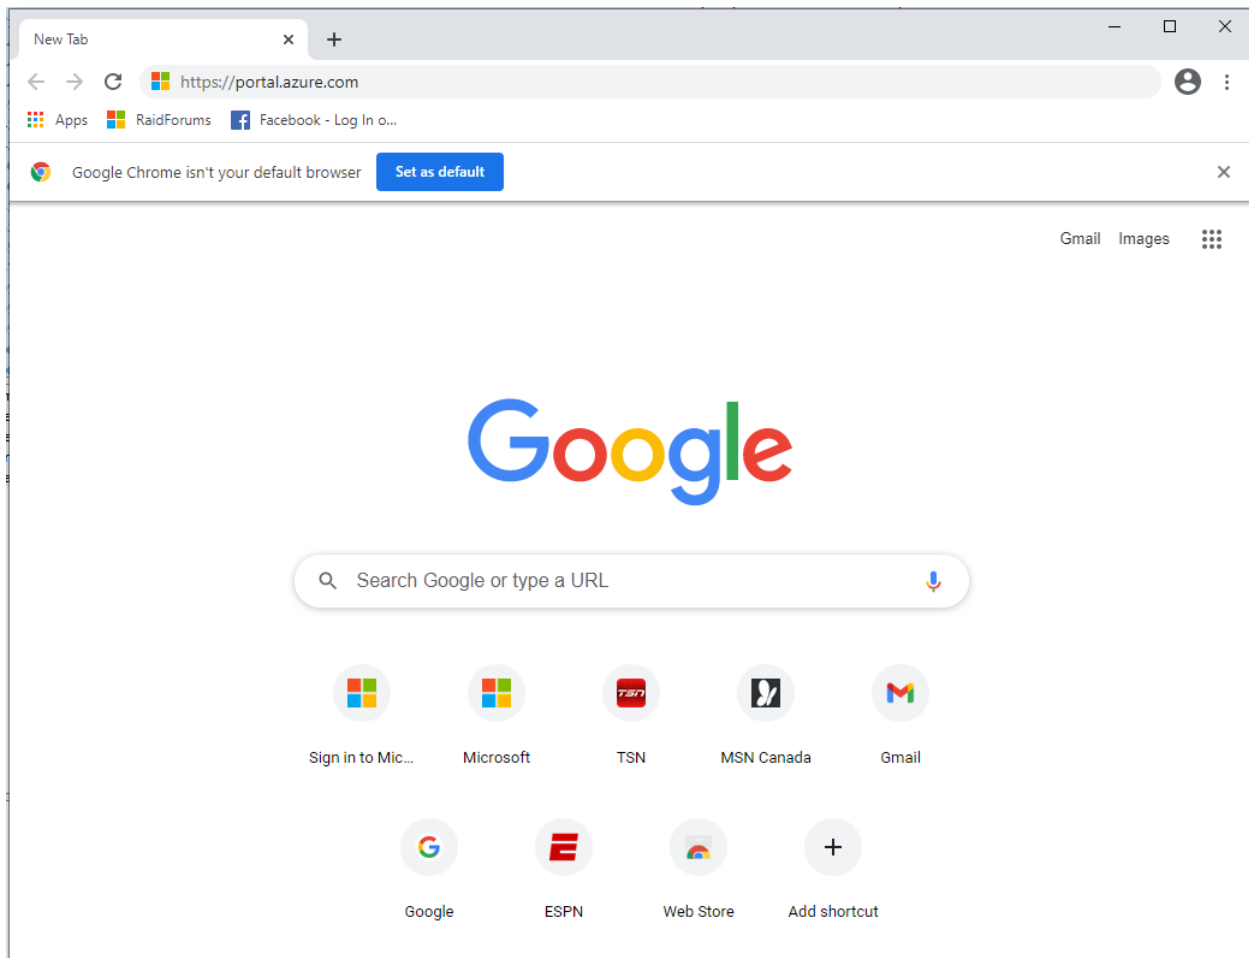 New Tab
https://portal.azure.com
Apps RaidForums Facebook - Log In o...
Google Chrome isn't your default browser Set as default
Gmail Images
Google
Search Google or type a URL
TSN
Sign in to Mic... Microsoft TSN MSN Canada Gmail
Google ESPN Web Store Add shortcut